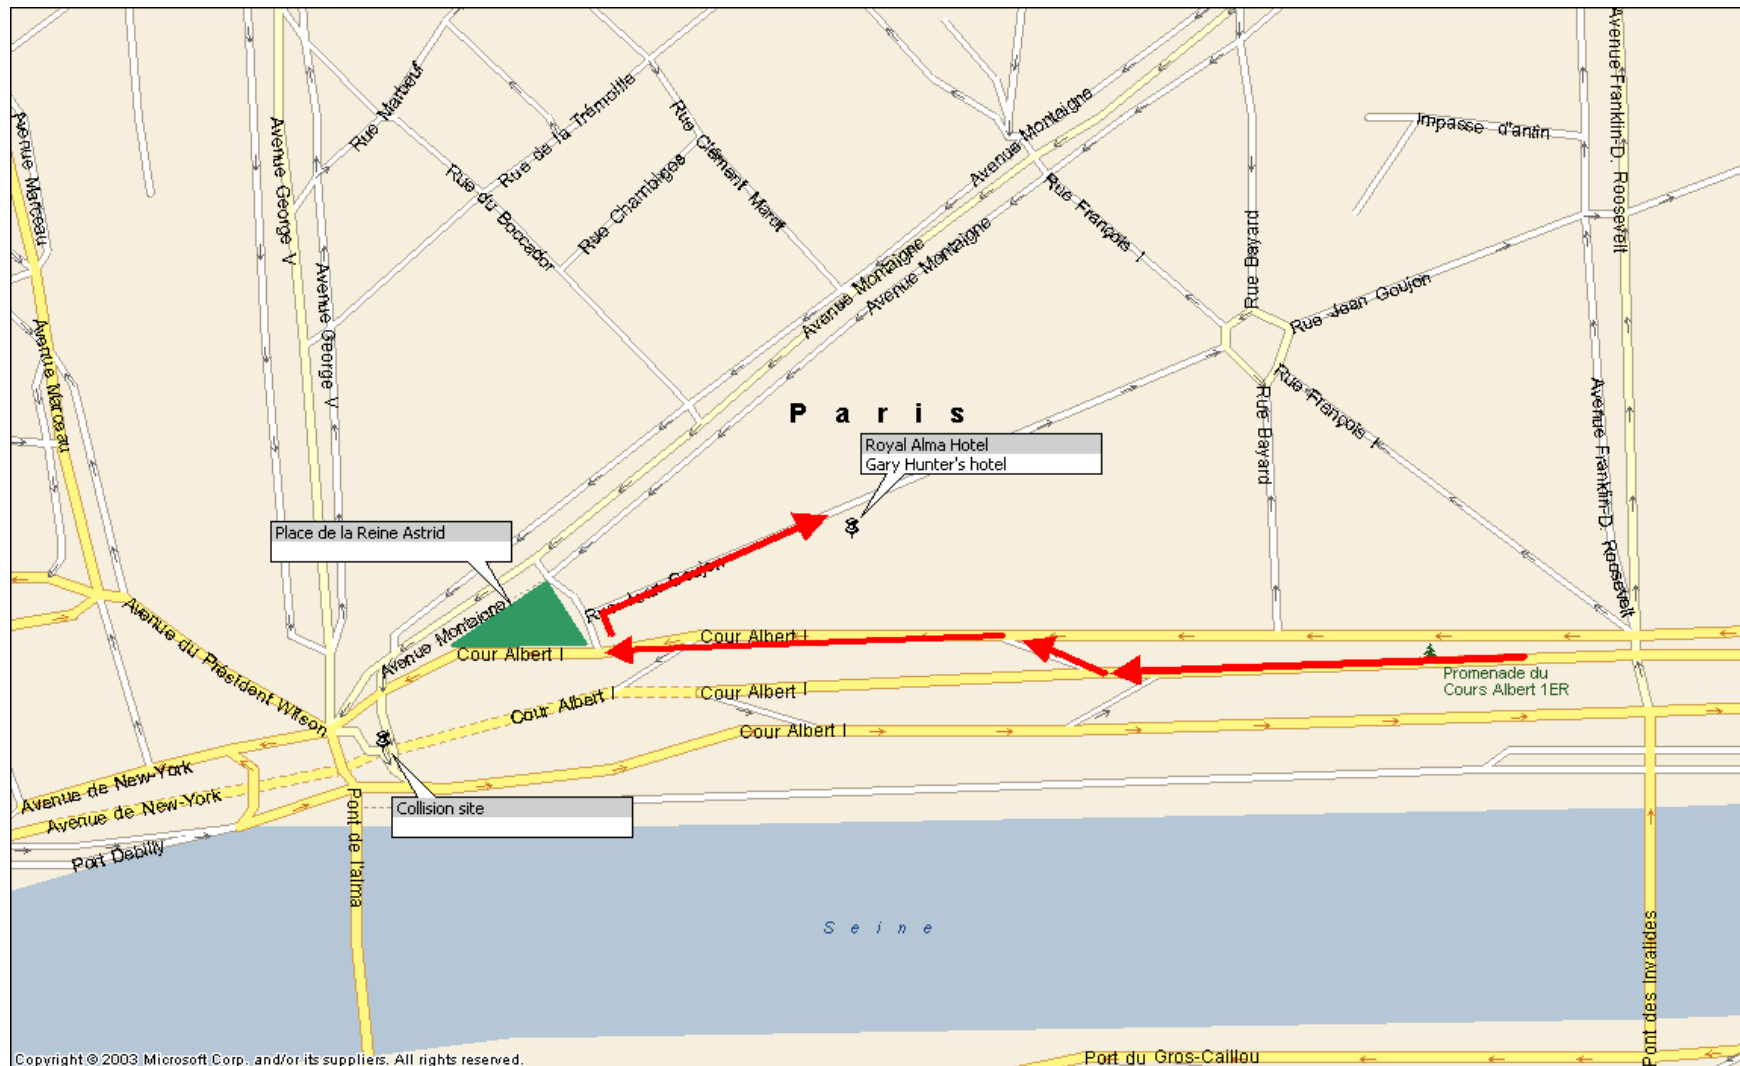 Avenue Franklin-D. Roosevelt
Avenue Marceau
Rue Marbeuf
Avenue George V
Rue de la Trémoille
Rue Clément Marot
Avenue Montaigne
Impasse d'antin
Rue du Boccador
Rue Chambiges
Rue François I
Rue Bayard
Avenue George V
Avenue Montaigne
Avenue Montaigne
Rue Jean Goujon
Avenue Marceau
Rue François I
Rue Bayard
Avenue Franklin-D. Roosevelt
Paris
Royal Alma Hotel
Gary Hunter's hotel
Place de la Reine Astrid
Rue Jean Goujon
Avenue Montaigne
Avenue du Président Wilson
Cour Albert I
Cour Albert I
Cour Albert I
Cour Albert I
Cour Albert I
Promenade du
Cours Albert 1ER
Avenue de New-York
Avenue de New-York
Collision site
Port Debilly
Pont de l'alma
Seine
Pont des Invalides
Port du Gros-Caillou
Copyright © 2003 Microsoft Corp. and/or its suppliers. All rights reserved.